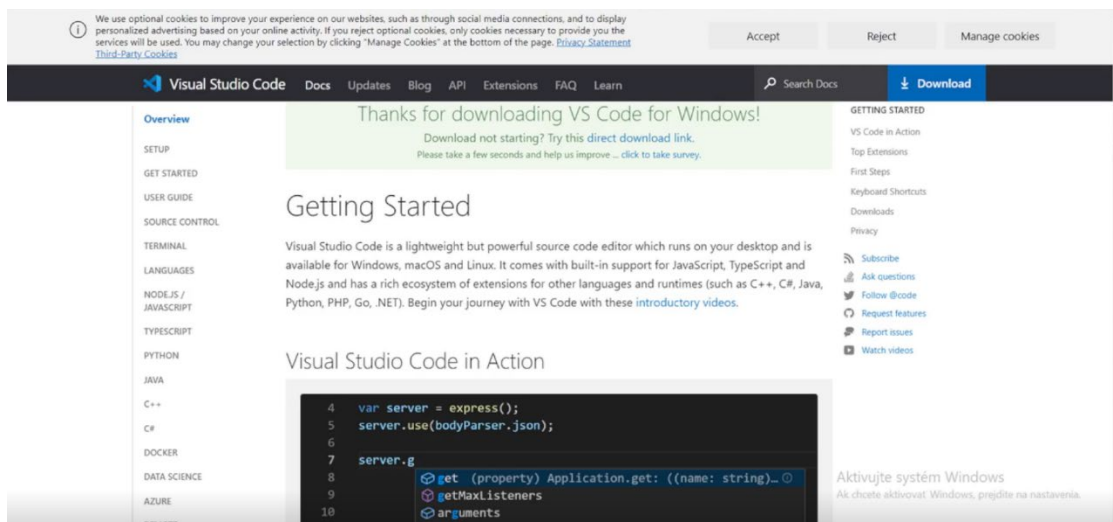 We use optional cookies to improve your experience on our websites, such as through social media connections, and to display
personalized advertising based on your online activity. If you reject optional cookies, only cookies necessary to provide you the
services will be used. You may change your selection by clicking "Manage Cookies" at the bottom of the page. Privacy Statement
Third-Party Cookies
Accept
Reject
Manage cookies
Visual Studio Code
Docs
Updates
Blog
API
Extensions
FAQ
Learn
Search Docs
Download
Overview
SETUP
GET STARTED
USER GUIDE
SOURCE CONTROL
TERMINAL
LANGUAGES
NODE.JS /
JAVASCRIPT
TYPESCRIPT
PYTHON
JAVA
C++
C#
DOCKER
DATA SCIENCE
AZURE
Thanks for downloading VS Code for Windows!
Download not starting? Try this direct download link.
Please take a few seconds and help us improve ... click to take survey.
Getting Started
Visual Studio Code is a lightweight but powerful source code editor which runs on your desktop and is
available for Windows, macOS and Linux. It comes with built-in support for JavaScript, TypeScript and
Node.js and has a rich ecosystem of extensions for other languages and runtimes (such as C++, C#, Java,
Python, PHP, Go, .NET). Begin your journey with VS Code with these introductory videos.
Visual Studio Code in Action
4 var server = express();
5 server.use(bodyParser.json);
6
7 server.g
8 get (property) Application.get: ((name: string)…
9 getMaxListeners
10 arguments
GETTING STARTED
VS Code in Action
Top Extensions
First Steps
Keyboard Shortcuts
Downloads
Privacy
Subscribe
Ask questions
Follow @code
Request features
Report issues
Watch videos
Aktivujte systém Windows
Ak chcete aktivovať Windows, prejdite na nastavenia.